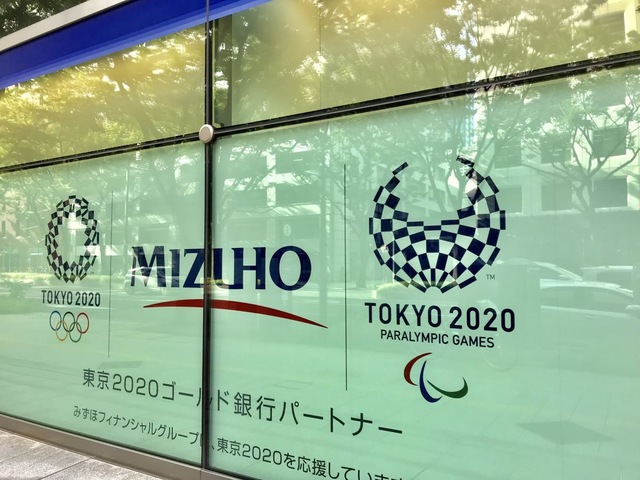 TOKYO 2020
MIZUHO
TOKYO 2020
PARALYMPIC GAMES
TM
東京2020ゴールド銀行パートナー
みずほフィナンシャルグループは、東京2020を応援しています